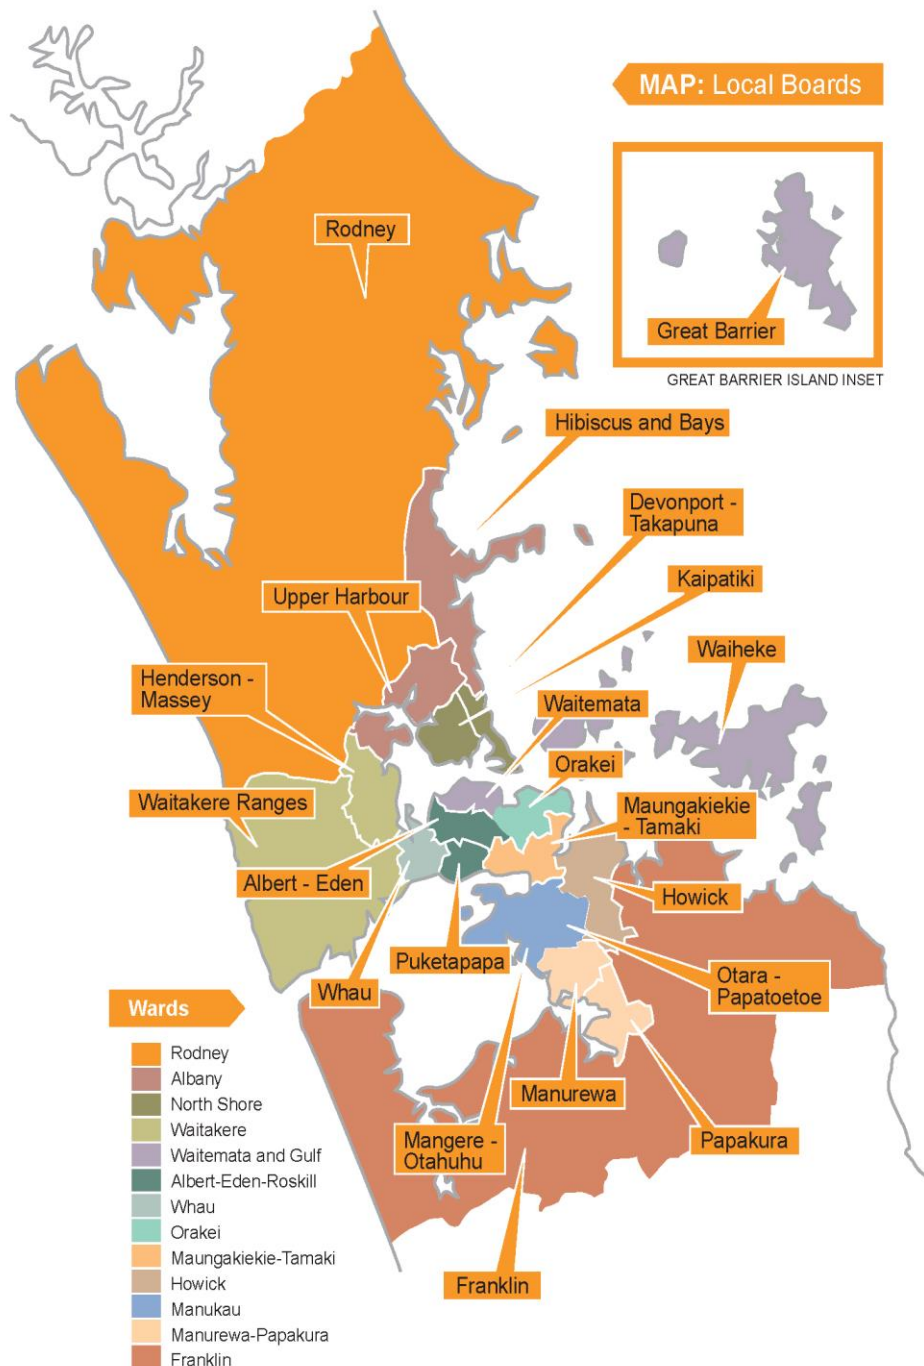 MAP: Local Boards
Rodney
Great Barrier
GREAT BARRIER ISLAND INSET
Hibiscus and Bays
Devonport -
Takapuna
Kaipatiki
Upper Harbour
Waiheke
Henderson -
Massey
Waitemata
Orakei
Waitakere Ranges
Maungakiekie
- Tamaki
Albert - Eden
Howick
Puketapapa
Whau
Otara -
Papatoetoe
Manurewa
Mangere -
Otahuhu
Papakura
Franklin
Wards
Rodney
Albany
North Shore
Waitakere
Waitemata and Gulf
Albert-Eden-Roskill
Whau
Orakei
Maungakiekie-Tamaki
Howick
Manukau
Manurewa-Papakura
Franklin